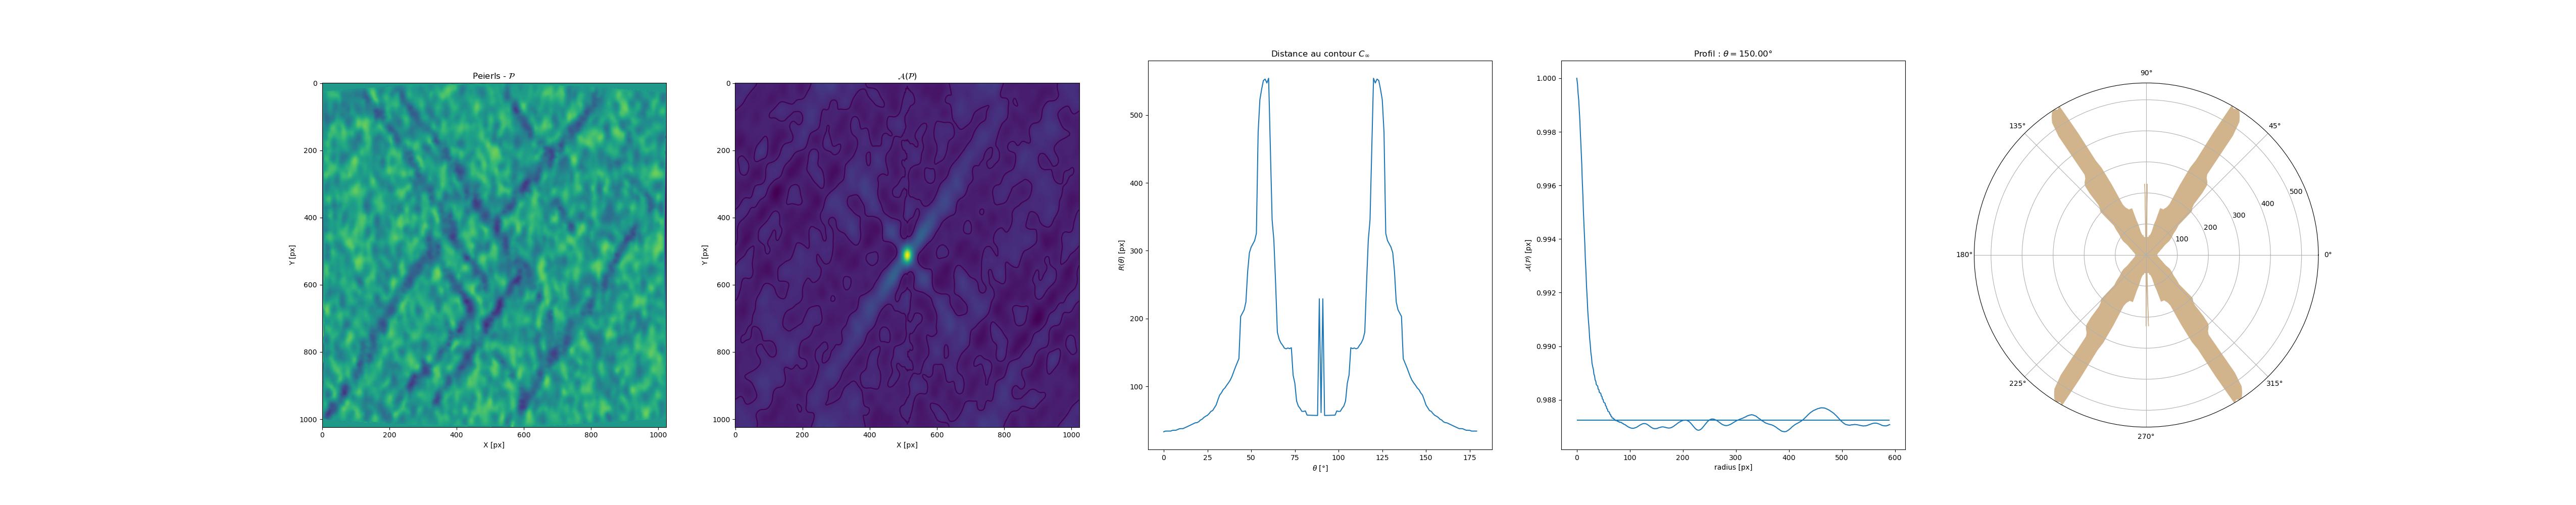 Peierls - 𝒫
0
200
400
600
800
1000
Y [px]
0 200 400 600 800 1000
X [px]
𝒜(𝒫)
0
200
400
600
800
1000
Y [px]
0 200 400 600 800 1000
X [px]
Distance au contour C∞
500
400
300
200
100
R(θ) [px]
0 25 50 75 100 125 150 175
θ [°]
Profil : θ = 150.00°
1.000
0.998
0.996
0.994
0.992
0.990
0.988
𝒜(𝒫) [px]
0 100 200 300 400 500 600
radius [px]
90°
135° 45°
500
400
300
200
100
180° 0°
225° 315°
270°